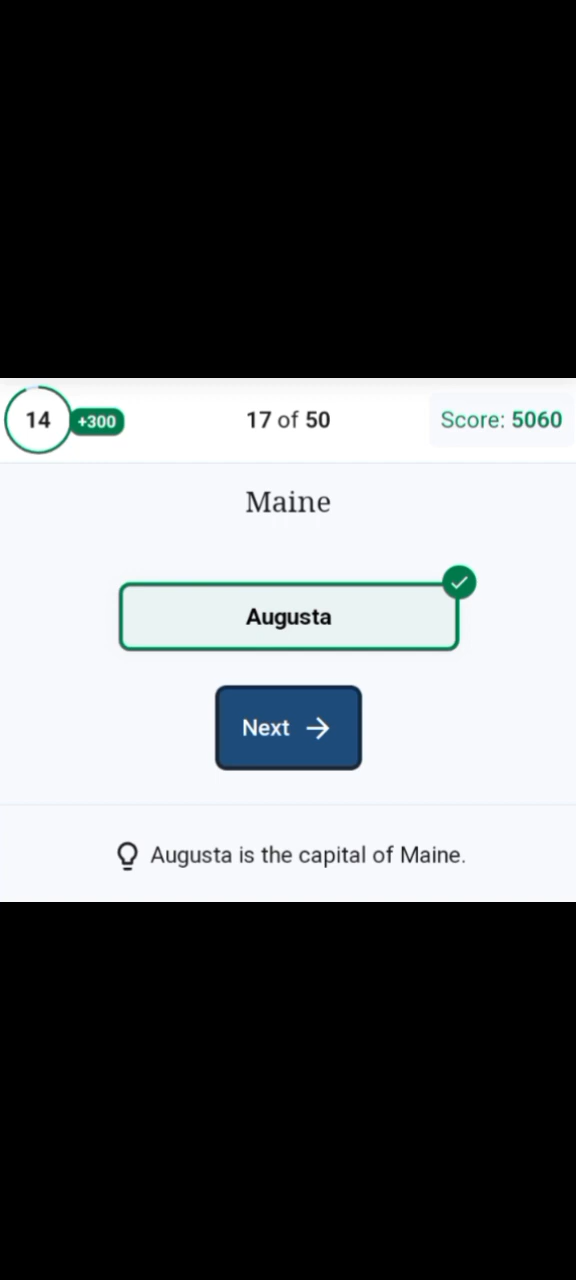 14 +300 17 of 50 Score: 5060
Maine
Augusta
Next
Augusta is the capital of Maine.